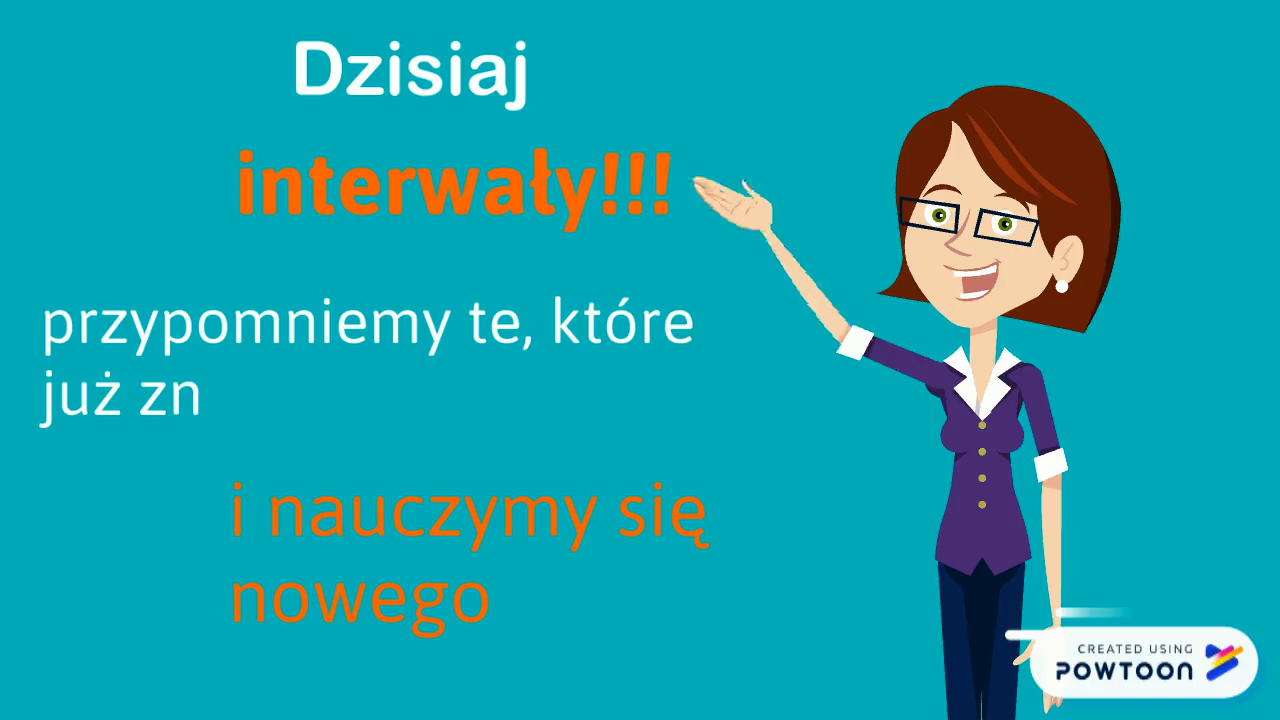 Dzisiaj
interwały!!!
przypomniemy te, które
już zn
i nauczymy się
nowego
CREATED USING
POWTOON